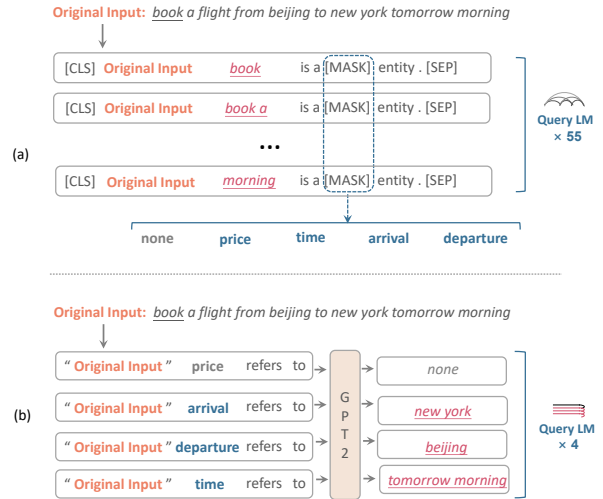 Original Input: book a flight from beijing to new york tomorrow morning
[CLS] Original Input book is a [MASK] entity . [SEP]
[CLS] Original Input book a is a [MASK] entity . [SEP]
...
[CLS] Original Input morning is a [MASK] entity . [SEP]
Query LM
× 55
(a)
none price time arrival departure
Original Input: book a flight from beijing to new york tomorrow morning
“ Original Input ” price refers to none
“ Original Input ” arrival refers to new york
“ Original Input” departure refers to beijing
“ Original Input ” time refers to tomorrow morning
GPT2
Query LM
× 4
(b)